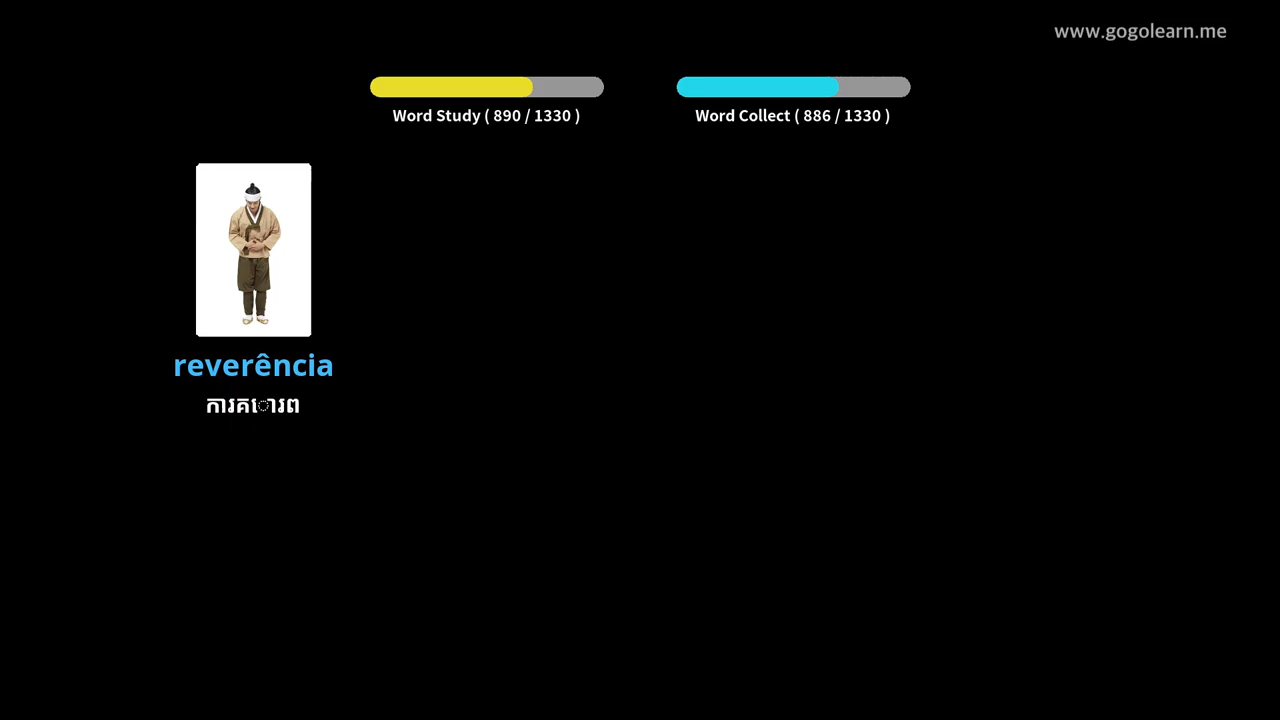 www.gogolearn.me
Word Study ( 890 / 1330 )
Word Collect ( 886 / 1330 )
reverência
ការគោរព